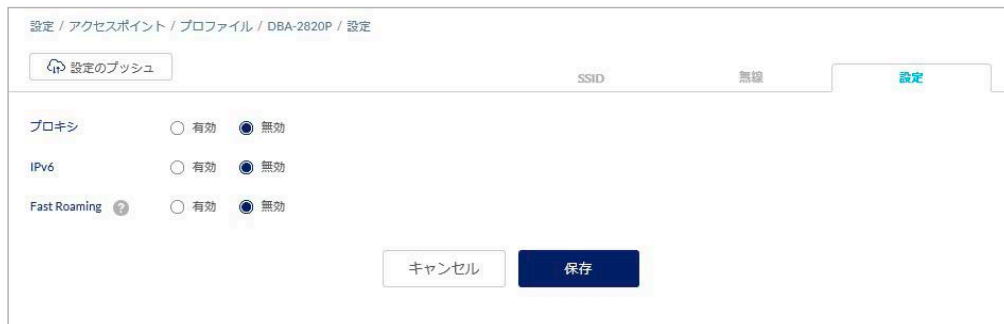 設定 / アクセスポイント / プロファイル / DBA-2820P / 設定
設定のプッシュ
SSID 無線 設定
プロキシ 有効 無効
IPv6 有効 無効
Fast Roaming ? 有効 無効
キャンセル 保存